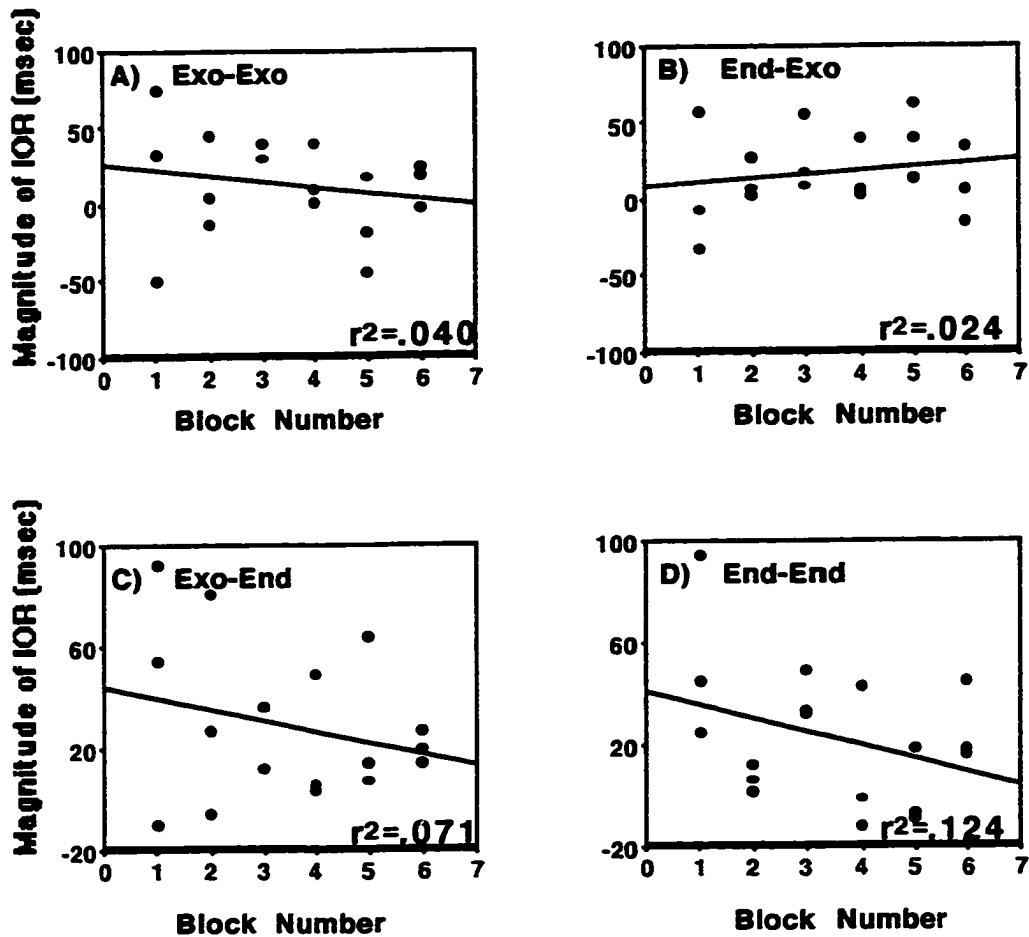 Magnitude of IOR (msec)
100
50
0
-50
-100
A) Exo-Exo
r2=.040
0 1 2 3 4 5 6 7
Block Number
100
50
0
-50
-100
B) End-Exo
r2=.024
0 1 2 3 4 5 6 7
Block Number
Magnitude of IOR (msec)
100
60
20
-20
C) Exo-End
r2=.071
0 1 2 3 4 5 6 7
Block Number
100
60
20
-20
D) End-End
r2=.124
0 1 2 3 4 5 6 7
Block Number